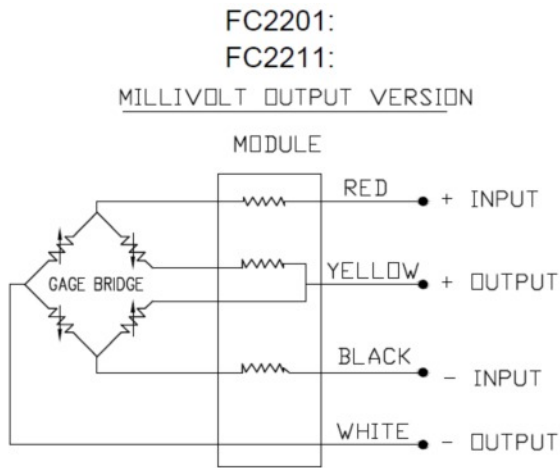 FC2201:
FC2211:
MILLIVOLT OUTPUT VERSION
MODULE
RED
+ INPUT
GAGE BRIDGE
YELLOW
+ OUTPUT
BLACK
- INPUT
WHITE
- OUTPUT